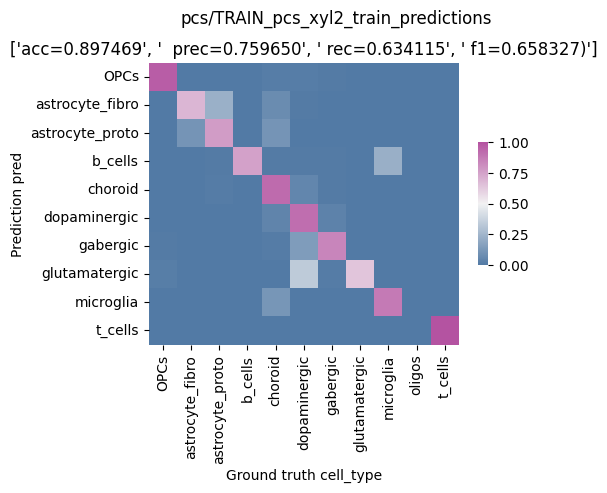 pcs/TRAIN_pcs_xyl2_train_predictions
['acc=0.897469', '  prec=0.759650', ' rec=0.634115', ' f1=0.658327)']
OPCs
astrocyte_fibro
astrocyte_proto
b_cells
choroid
dopaminergic
gabergic
glutamatergic
microglia
t_cells
Prediction pred
1.00
0.75
0.50
0.25
0.00
OPCs
astrocyte_fibro
astrocyte_proto
b_cells
choroid
dopaminergic
gabergic
glutamatergic
microglia
oligos
t_cells
Ground truth cell_type